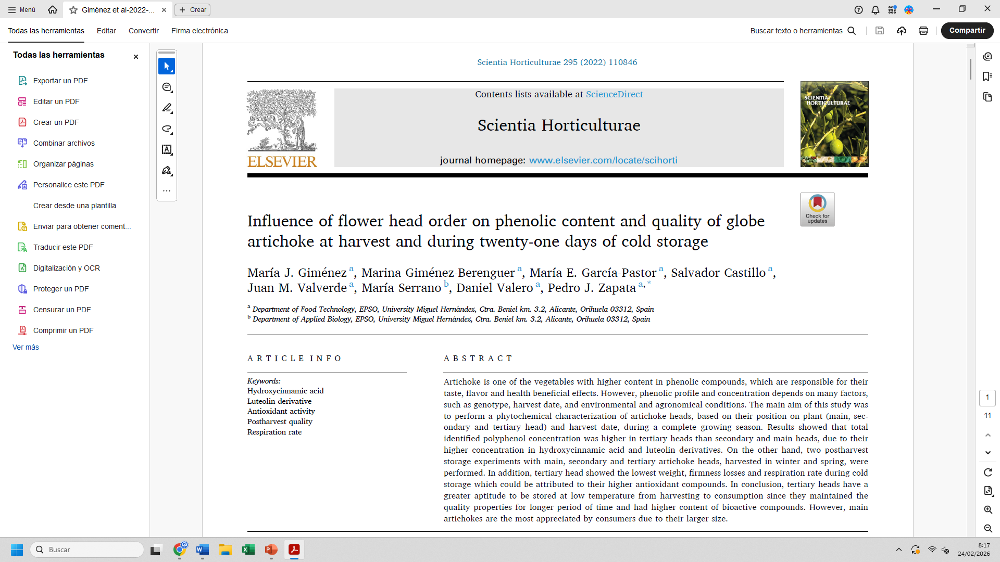 Menú
Giménez et al-2022-...
Crear
Todas las herramientas
Editar
Convertir
Firma electrónica
Buscar texto o herramientas
Compartir
Todas las herramientas
Exportar un PDF
Editar un PDF
Crear un PDF
Combinar archivos
Organizar páginas
Personalice este PDF
Crear desde una plantilla
Enviar para obtener coment...
Traducir este PDF
Digitalización y OCR
Proteger un PDF
Censurar un PDF
Comprimir un PDF
Ver más
Scientia Horticulturae 295 (2022) 110846
ELSEVIER
Contents lists available at ScienceDirect
Scientia Horticulturae
journal homepage: www.elsevier.com/locate/scihorti
SCIENTIA
HORTICULTURAE
Check for
updates
Influence of flower head order on phenolic content and quality of globe
artichoke at harvest and during twenty-one days of cold storage
María J. Giménez a, Marina Giménez-Berenguer a, María E. García-Pastor a, Salvador Castillo a,
Juan M. Valverde a, María Serrano b, Daniel Valero a, Pedro J. Zapata a,*
a Department of Food Technology, EPSO, University Miguel Hernández, Ctra. Beniel km. 3.2, Alicante, Orihuela 03312, Spain
b Department of Applied Biology, EPSO, University Miguel Hernández, Ctra. Beniel km. 3.2, Alicante, Orihuela 03312, Spain
ARTICLE INFO
Keywords:
Hydroxycinnamic acid
Luteolin derivative
Antioxidant activity
Postharvest quality
Respiration rate
ABSTRACT
Artichoke is one of the vegetables with higher content in phenolic compounds, which are responsible for their
taste, flavor and health beneficial effects. However, phenolic profile and concentration depends on many factors,
such as genotype, harvest date, and environmental and agronomical conditions. The main aim of this study was
to perform a phytochemical characterization of artichoke heads, based on their position on plant (main, sec-
ondary and tertiary head) and harvest date, during a complete growing season. Results showed that total
identified polyphenol concentration was higher in tertiary heads than secondary and main heads, due to their
higher concentration in hydroxycinnamic acid and luteolin derivatives. On the other hand, two postharvest
storage experiments with main, secondary and tertiary artichoke heads, harvested in winter and spring, were
performed. In addition, tertiary head showed the lowest weight, firmness losses and respiration rate during cold
storage which could be attributed to their higher antioxidant compounds. In conclusion, tertiary heads have a
greater aptitude to be stored at low temperature from harvesting to consumption since they maintained the
quality properties for longer period of time and had higher content of bioactive compounds. However, main
artichokes are the most appreciated by consumers due to their larger size.
1
11
Buscar
8:17
24/02/2026